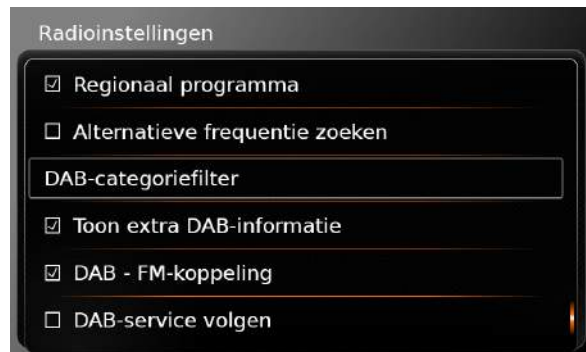 Radioinstellingen
☑ Regionaal programma
☐ Alternatieve frequentie zoeken
DAB-categoriefilter
☑ Toon extra DAB-informatie
☑ DAB - FM-koppeling
☐ DAB-service volgen